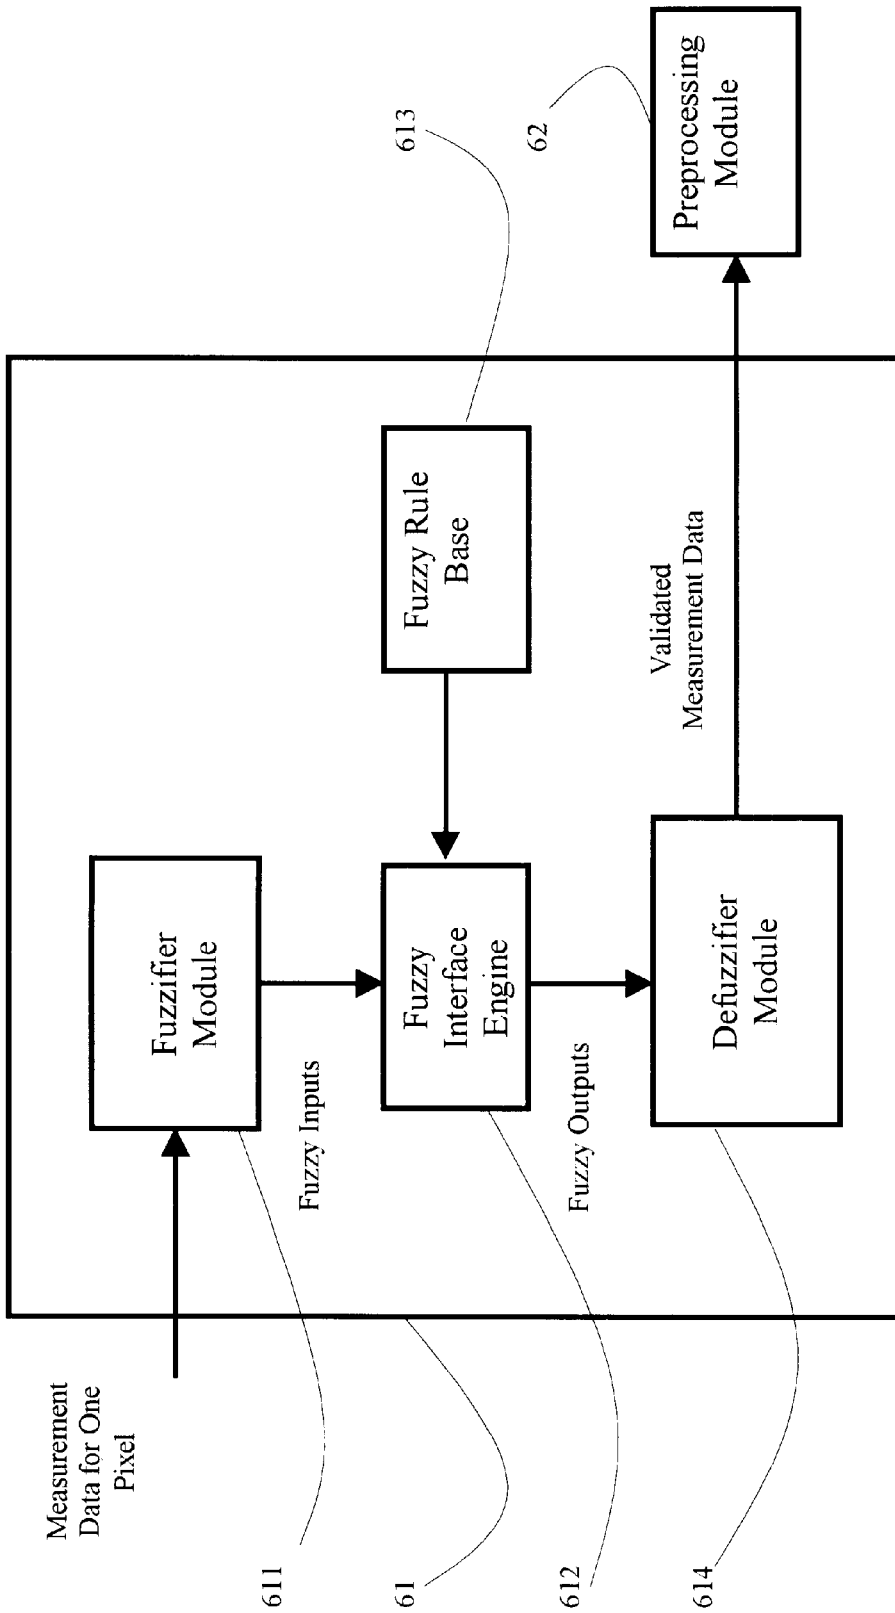 Measurement
Data for One
Pixel
611
61
612
614
Fuzzifier
Module
Fuzzy Inputs
Fuzzy
Interface
Engine
Fuzzy Outputs
Defuzzifier
Module
Fuzzy Rule
Base
Validated
Measurement Data
613
62
Preprocessing
Module